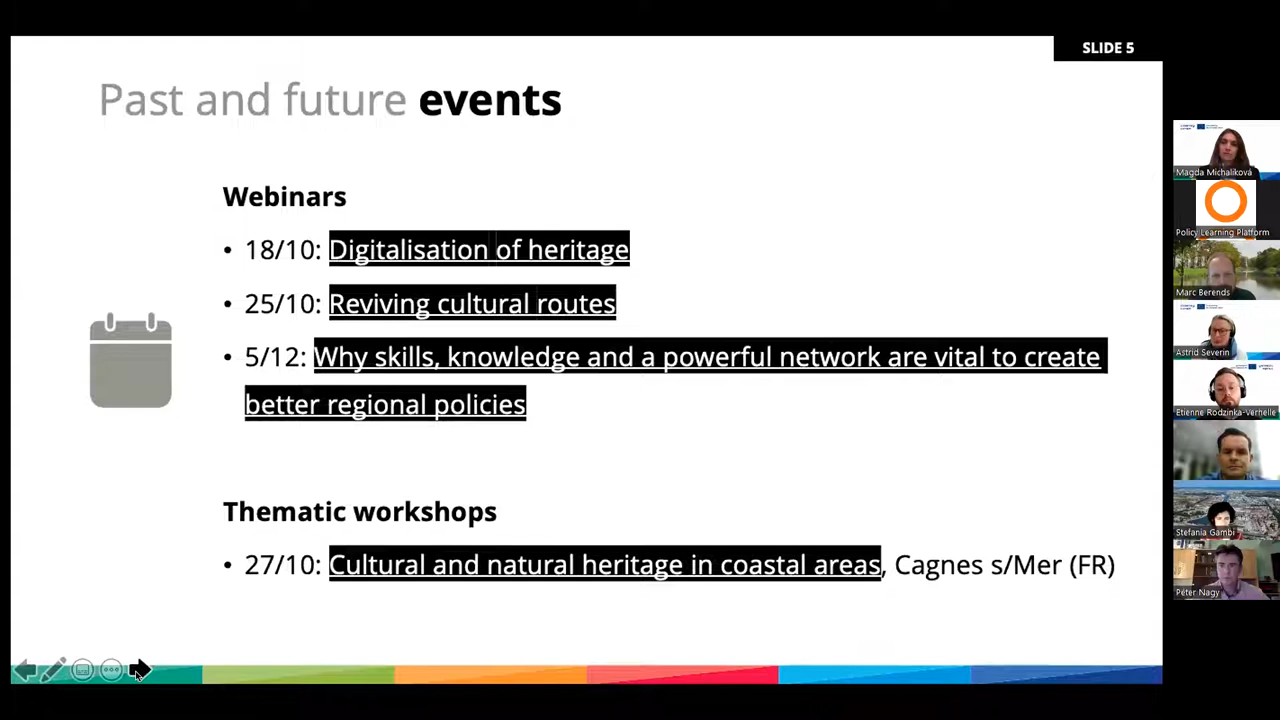 SLIDE 5
Past and future events
Webinars
• 18/10: Digitalisation of heritage
• 25/10: Reviving cultural routes
• 5/12: Why skills, knowledge and a powerful network are vital to create
better regional policies
Thematic workshops
• 27/10: Cultural and natural heritage in coastal areas, Cagnes s/Mer (FR)
Magda Michaliková
Policy Learning Platform
Marc Berends
Astrid Severin
Etienne Rodzinka-Verhelle
Stefania Gambi
Péter Nagy